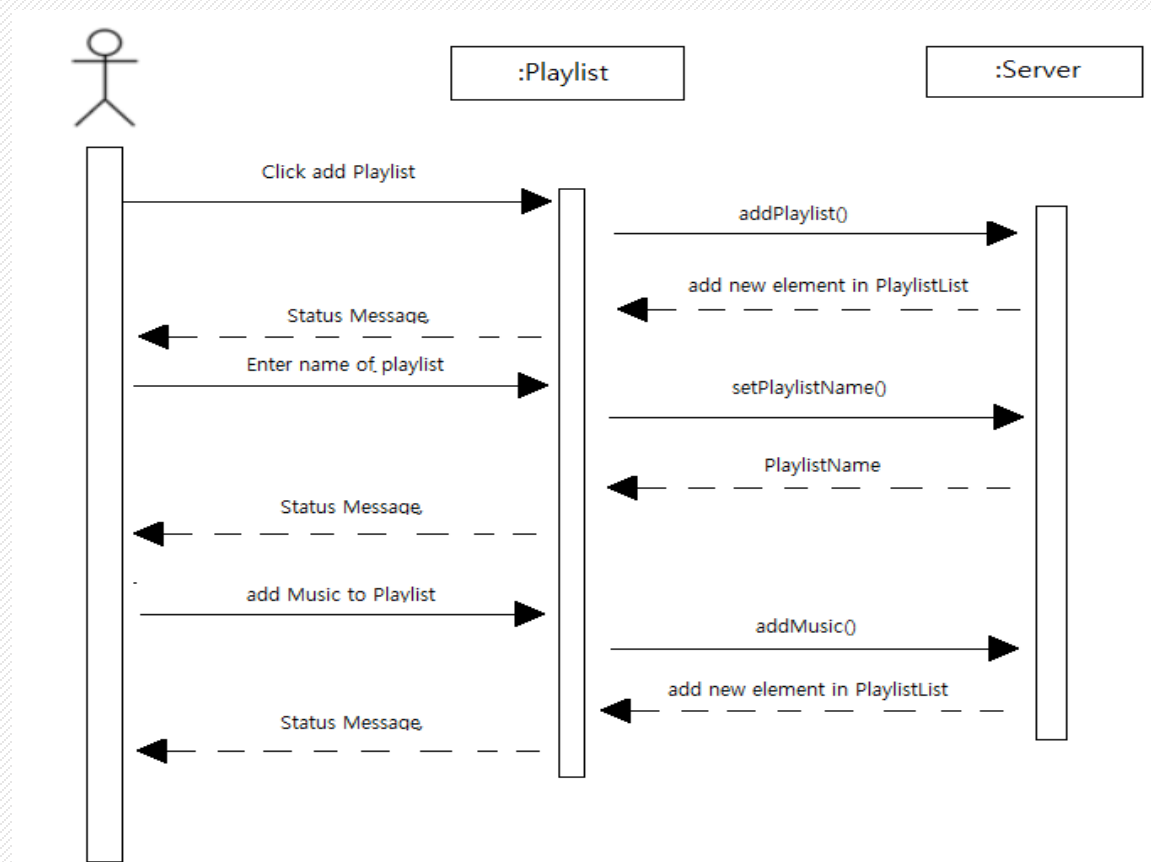 :Playlist
:Server
Click add Playlist
addPlaylist()
add new element in PlaylistList
Status Message
Enter name of playlist
setPlaylistName()
PlaylistName
Status Message
add Music to Playlist
addMusic()
add new element in PlaylistList
Status Message